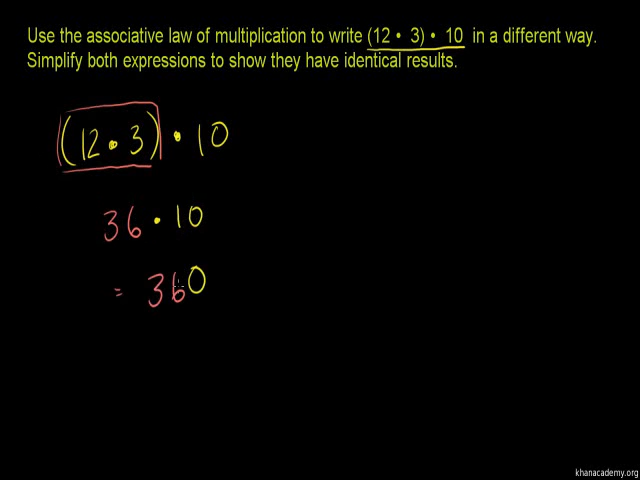 Use the associative law of multiplication to write (12 • 3) • 10 in a different way.
Simplify both expressions to show they have identical results.
(12 • 3) • 10
36 • 10
= 360
khanacademy.org